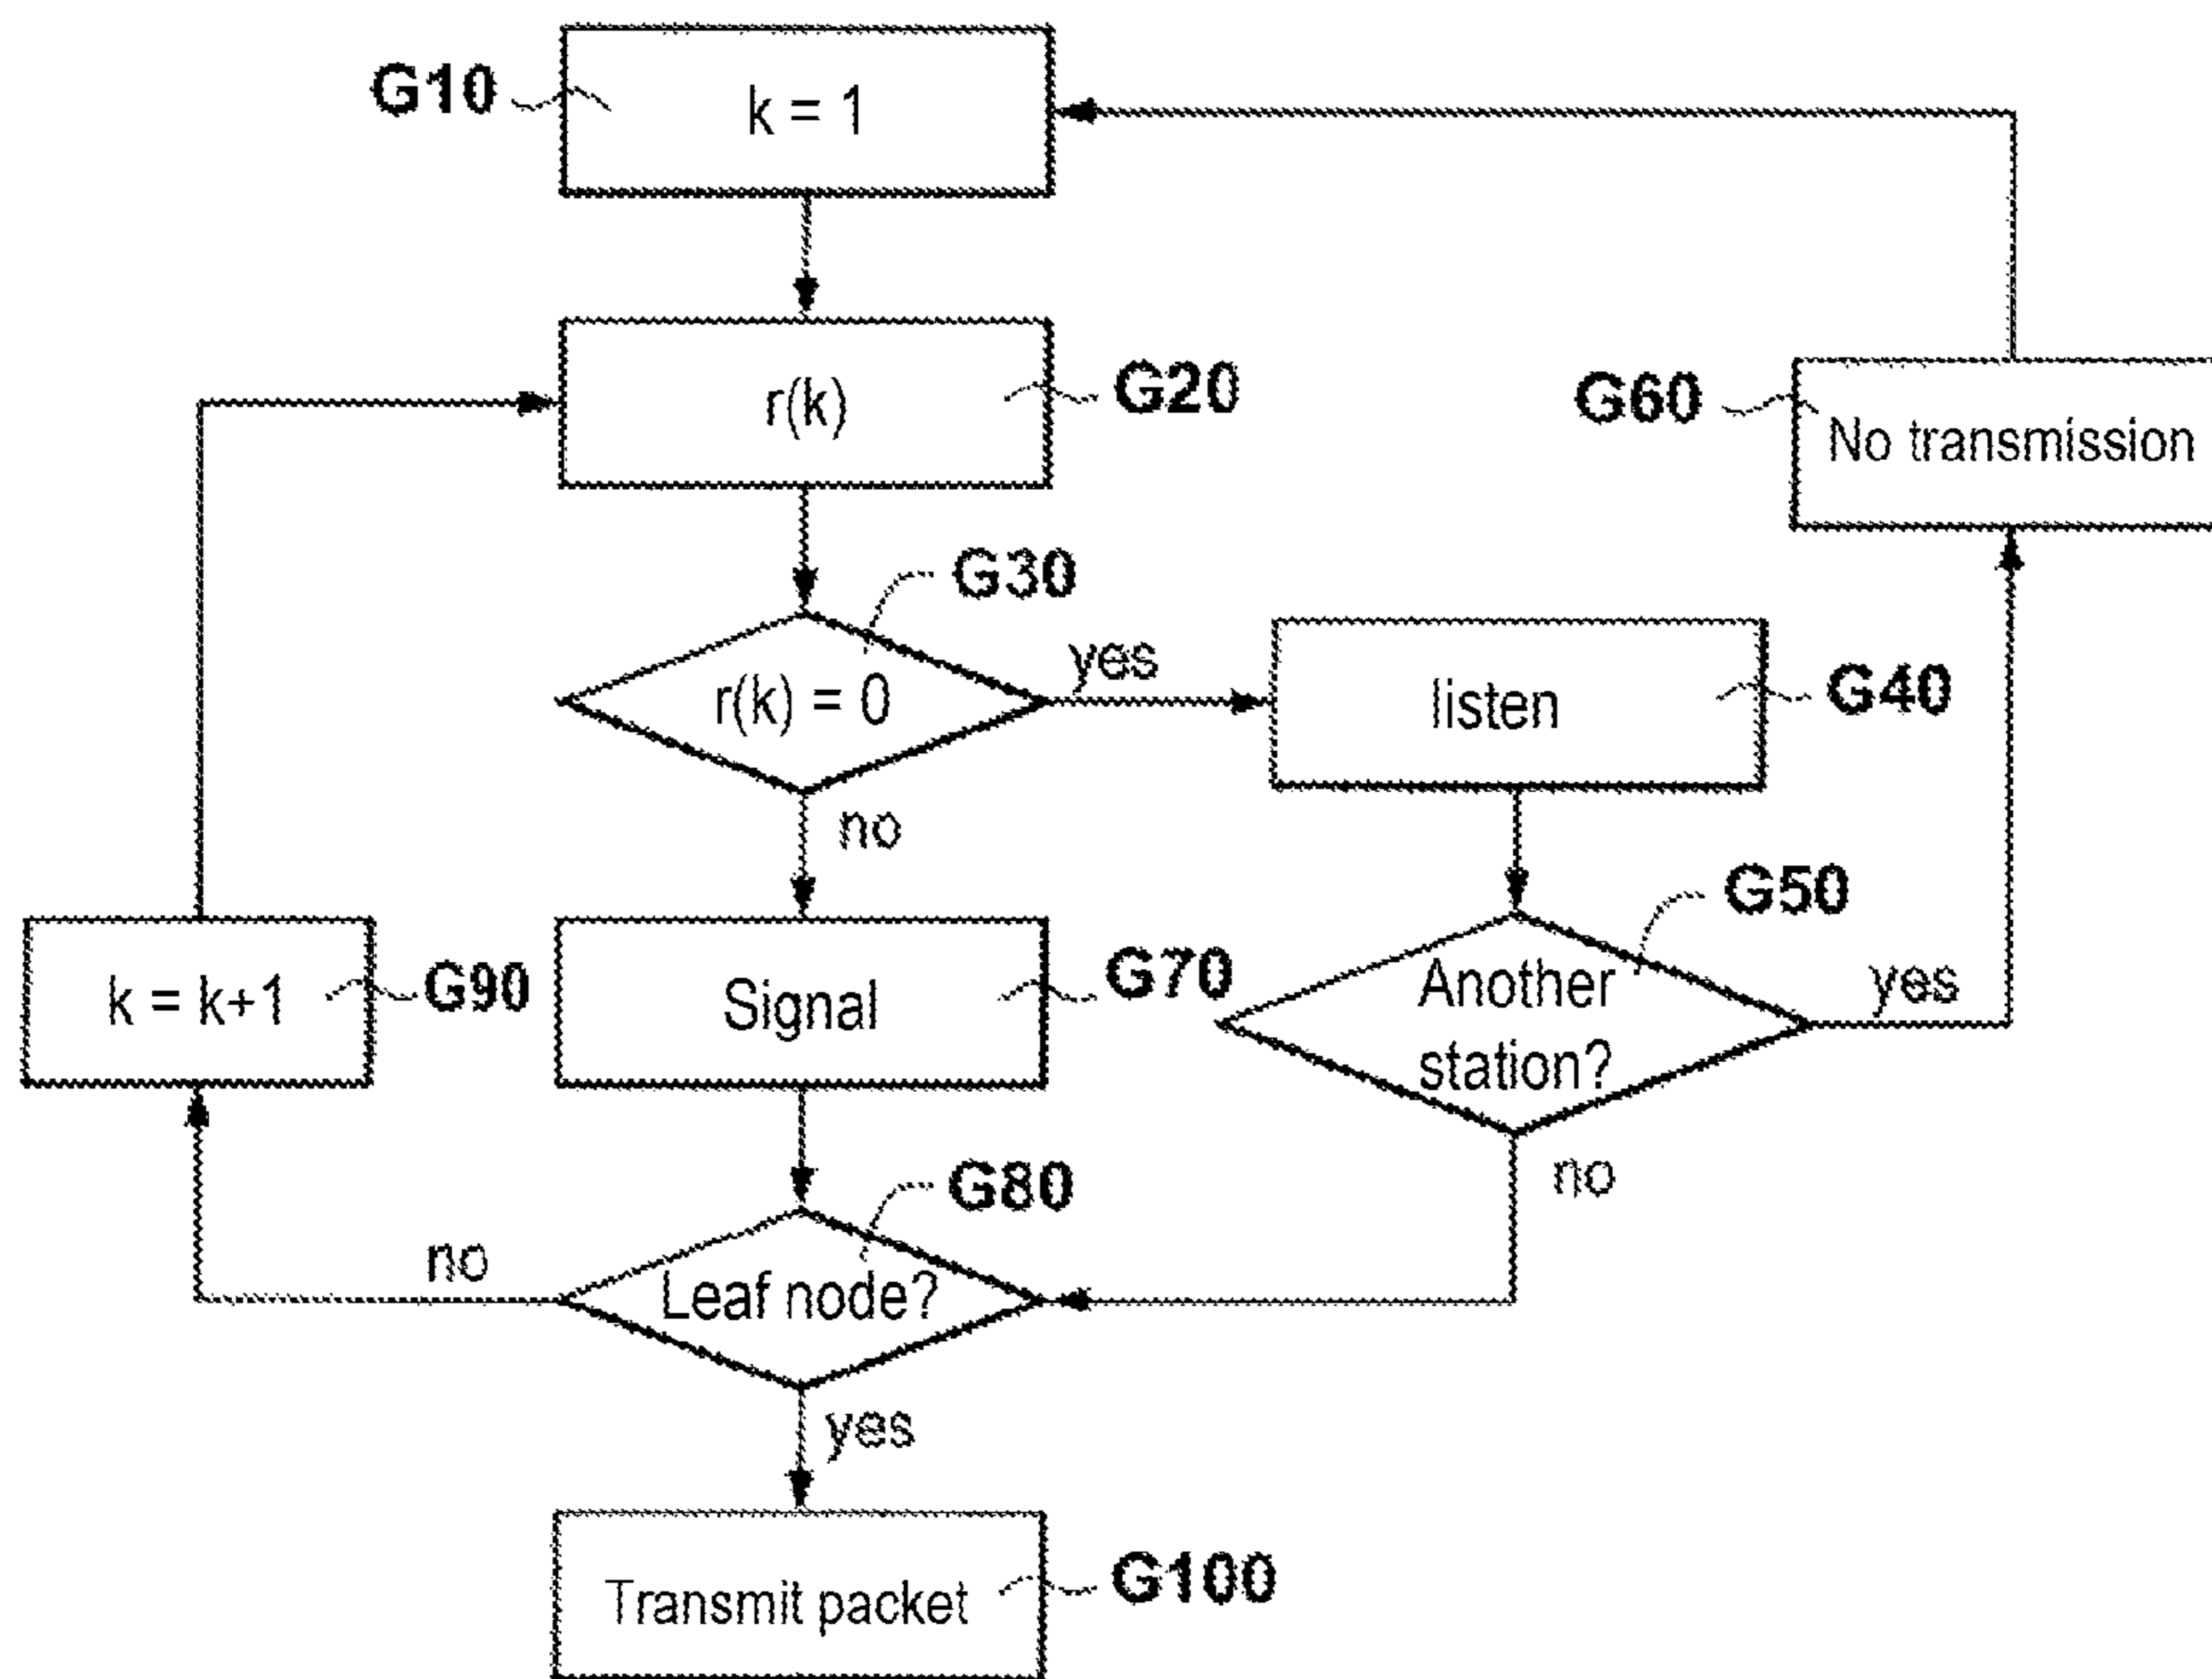 G10
k = 1
r(k)
G20
G60
No transmission
G30
r(k) = 0
yes
listen
G40
no
G50
Another
station?
yes
k = k+1
G90
Signal
G70
no
G80
no
Leaf node?
yes
Transmit packet
G100